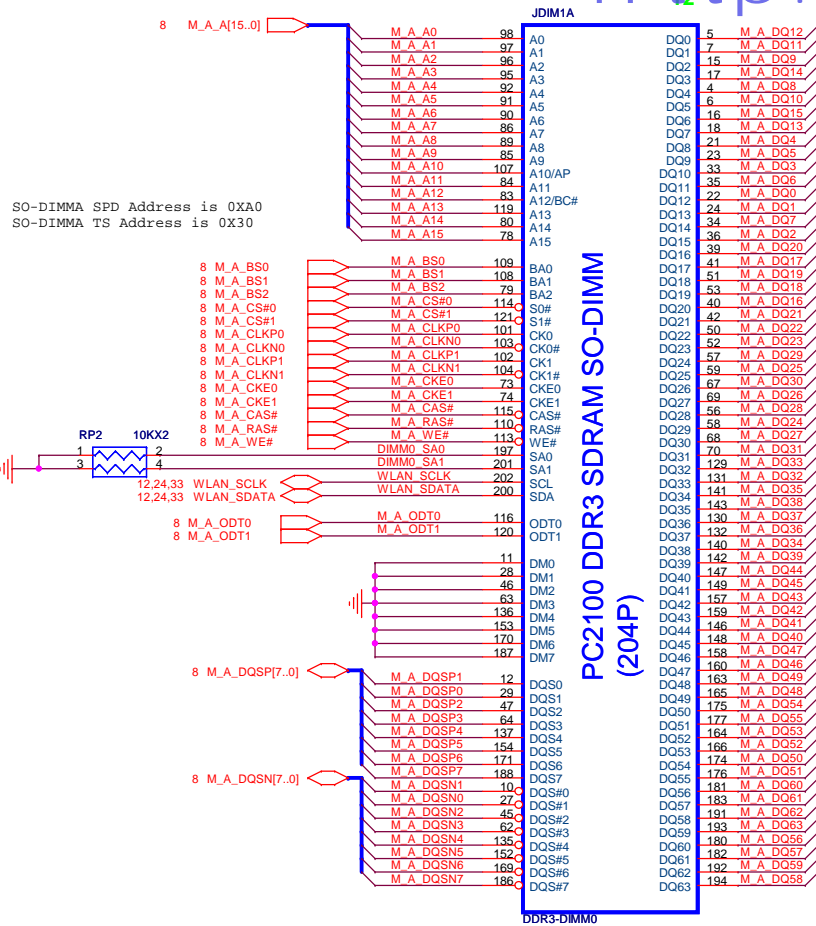 JDIM1A
8 M_A_A[15..0]
M_A_A0 98 A0
M_A_A1 97 A1
M_A_A2 96 A2
M_A_A3 95 A3
M_A_A4 92 A4
M_A_A5 91 A5
M_A_A6 90 A6
M_A_A7 86 A7
M_A_A8 89 A8
M_A_A9 85 A9
M_A_A10 107 A10/AP
M_A_A11 84 A11
M_A_A12 83 A12/BC#
M_A_A13 119 A13
M_A_A14 80 A14
M_A_A15 78 A15
SO-DIMMA SPD Address is 0XA0
SO-DIMMA TS Address is 0X30
8 M_A_BS0 M_A_BS0 109 BA0
8 M_A_BS1 M_A_BS1 108 BA1
8 M_A_BS2 M_A_BS2 79 BA2
8 M_A_CS#0 M_A_CS#0 114 S0#
8 M_A_CS#1 M_A_CS#1 121 S1#
8 M_A_CLKP0 M_A_CLKP0 101 CK0
8 M_A_CLKN0 M_A_CLKN0 103 CK0#
8 M_A_CLKP1 M_A_CLKP1 102 CK1
8 M_A_CLKN1 M_A_CLKN1 104 CK1#
8 M_A_CKE0 M_A_CKE0 73 CKE0
8 M_A_CKE1 M_A_CKE1 74 CKE1
8 M_A_CAS# M_A_CAS# 115 CAS#
8 M_A_RAS# M_A_RAS# 110 RAS#
8 M_A_WE# M_A_WE# 113 WE#
RP2 10KX2
1 2 DIMM0_SA0 197 SA0
3 4 DIMM0_SA1 201 SA1
12,24,33 WLAN_SCLK WLAN_SCLK 202 SCL
12,24,33 WLAN_SDATA WLAN_SDATA 200 SDA
8 M_A_ODT0 M_A_ODT0 116 ODT0
8 M_A_ODT1 M_A_ODT1 120 ODT1
11 DM0
28 DM1
46 DM2
63 DM3
136 DM4
153 DM5
170 DM6
187 DM7
8 M_A_DQSP[7..0]
M_A_DQSP1 12 DQS0
M_A_DQSP0 29 DQS1
M_A_DQSP2 47 DQS2
M_A_DQSP3 64 DQS3
M_A_DQSP4 137 DQS4
M_A_DQSP5 154 DQS5
M_A_DQSP6 171 DQS6
M_A_DQSP7 188 DQS7
8 M_A_DQSN[7..0]
M_A_DQSN1 10 DQS#0
M_A_DQSN0 27 DQS#1
M_A_DQSN2 45 DQS#2
M_A_DQSN3 62 DQS#3
M_A_DQSN4 135 DQS#4
M_A_DQSN5 152 DQS#5
M_A_DQSN6 169 DQS#6
M_A_DQSN7 186 DQS#7
PC2100 DDR3 SDRAM SO-DIMM
(204P)
DQ0 5 M_A_DQ12
DQ1 7 M_A_DQ11
DQ2 15 M_A_DQ9
DQ3 17 M_A_DQ14
DQ4 4 M_A_DQ8
DQ5 6 M_A_DQ10
DQ6 16 M_A_DQ15
DQ7 18 M_A_DQ13
DQ8 21 M_A_DQ4
DQ9 23 M_A_DQ5
DQ10 33 M_A_DQ3
DQ11 35 M_A_DQ6
DQ12 22 M_A_DQ0
DQ13 24 M_A_DQ1
DQ14 34 M_A_DQ7
DQ15 36 M_A_DQ2
DQ16 39 M_A_DQ20
DQ17 41 M_A_DQ17
DQ18 51 M_A_DQ19
DQ19 53 M_A_DQ18
DQ20 40 M_A_DQ16
DQ21 42 M_A_DQ21
DQ22 50 M_A_DQ22
DQ23 52 M_A_DQ23
DQ24 57 M_A_DQ29
DQ25 59 M_A_DQ25
DQ26 67 M_A_DQ30
DQ27 69 M_A_DQ26
DQ28 56 M_A_DQ28
DQ29 58 M_A_DQ24
DQ30 68 M_A_DQ27
DQ31 70 M_A_DQ31
DQ32 129 M_A_DQ33
DQ33 131 M_A_DQ32
DQ34 141 M_A_DQ35
DQ35 143 M_A_DQ38
DQ36 130 M_A_DQ37
DQ37 132 M_A_DQ36
DQ38 140 M_A_DQ34
DQ39 142 M_A_DQ39
DQ40 147 M_A_DQ44
DQ41 149 M_A_DQ45
DQ42 157 M_A_DQ43
DQ43 159 M_A_DQ42
DQ44 146 M_A_DQ41
DQ45 148 M_A_DQ40
DQ46 158 M_A_DQ47
DQ47 160 M_A_DQ46
DQ48 163 M_A_DQ49
DQ49 165 M_A_DQ48
DQ50 175 M_A_DQ54
DQ51 177 M_A_DQ55
DQ52 164 M_A_DQ53
DQ53 166 M_A_DQ52
DQ54 174 M_A_DQ50
DQ55 176 M_A_DQ51
DQ56 181 M_A_DQ60
DQ57 183 M_A_DQ61
DQ58 191 M_A_DQ62
DQ59 193 M_A_DQ63
DQ60 180 M_A_DQ56
DQ61 182 M_A_DQ57
DQ62 192 M_A_DQ59
DQ63 194 M_A_DQ58
DDR3-DIMM0